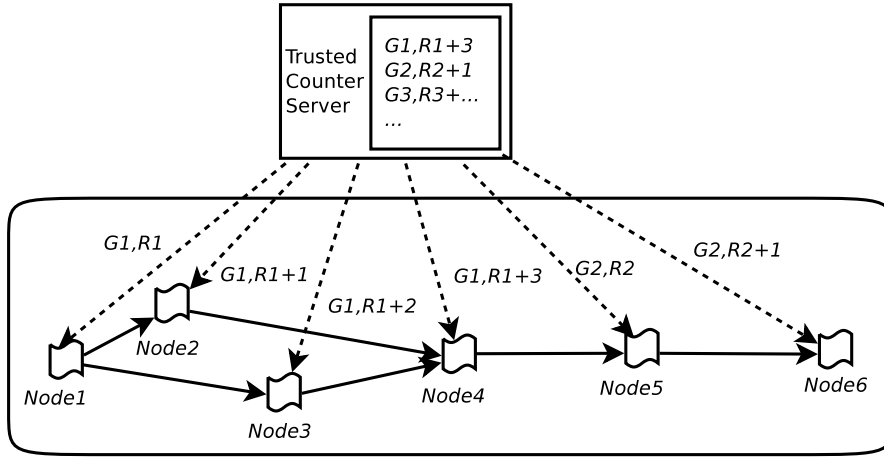 Trusted
Counter
Server
G1,R1+3
G2,R2+1
G3,R3+...
...
G1,R1
G1,R1+1
G1,R1+2
G1,R1+3
G2,R2
G2,R2+1
Node1
Node2
Node3
Node4
Node5
Node6